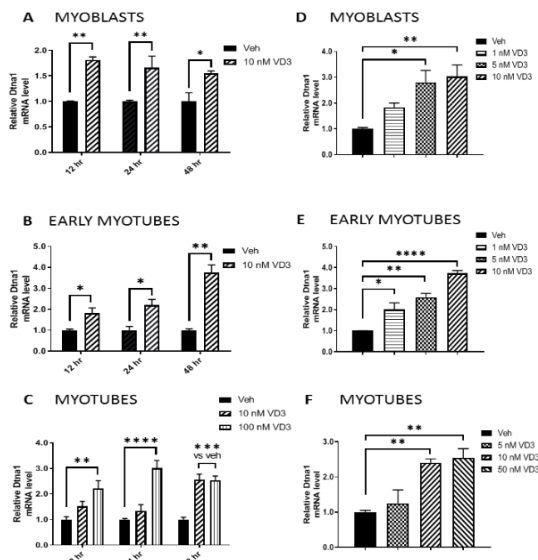 A MYOBLASTS
Veh
10 nM VD3
** ** *
Relative Dtna1
mRNA level
2.0
1.5
1.0
0.5
0.0
12 hr 24 hr 48 hr
B EARLY MYOTUBES
Veh
10 nM VD3
* * **
Relative Dtna1
mRNA level
5.0
4.0
3.0
2.0
1.0
0.0
12 hr 24 hr 48 hr
C MYOTUBES
Veh
10 nM VD3
100 nM VD3
** **** ***
vs veh
Relative Dtna1
mRNA level
4.0
3.0
2.0
1.0
0.0
D MYOBLASTS
Veh
1 nM VD3
5 nM VD3
10 nM VD3
**
*
Relative Dtna1
mRNA level
4.0
3.0
2.0
1.0
0.0
E EARLY MYOTUBES
Veh
1 nM VD3
5 nM VD3
10 nM VD3
****
**
*
Relative Dtna1
mRNA level
5.0
4.0
3.0
2.0
1.0
0.0
F MYOTUBES
Veh
5 nM VD3
10 nM VD3
50 nM VD3
**
**
Relative Dtna1
mRNA level
3.0
2.0
1.0
0.0